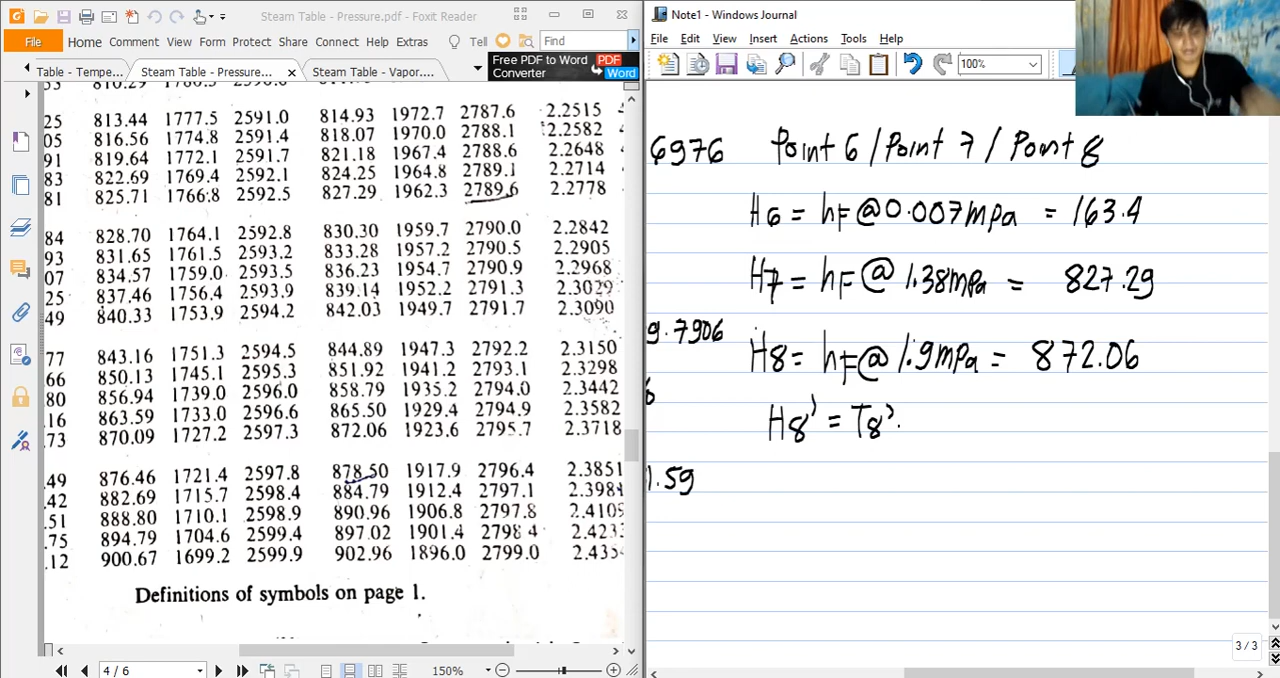 Steam Table - Pressure.pdf - Foxit Reader
File Home Comment View Form Protect Share Connect Help Extras Tell Find
Table - Tempe... Steam Table - Pressure... × Steam Table - Vapor....
Free PDF to Word Converter PDF Word
810.29
25 813.44 1777.5 2591.0 814.93 1972.7 2787.6 2.2515
05 816.56 1774.8 2591.4 818.07 1970.0 2788.1 2.2582
91 819.64 1772.1 2591.7 821.18 1967.4 2788.6 2.2648
83 822.69 1769.4 2592.1 824.25 1964.8 2789.1 2.2714
81 825.71 1766.8 2592.5 827.29 1962.3 2789.6 2.2778
84 828.70 1764.1 2592.8 830.30 1959.7 2790.0 2.2842
93 831.65 1761.5 2593.2 833.28 1957.2 2790.5 2.2905
07 834.57 1759.0 2593.5 836.23 1954.7 2790.9 2.2968
25 837.46 1756.4 2593.9 839.14 1952.2 2791.3 2.3029
49 840.33 1753.9 2594.2 842.03 1949.7 2791.7 2.3090
77 843.16 1751.3 2594.5 844.89 1947.3 2792.2 2.3150
66 850.13 1745.1 2595.3 851.92 1941.2 2793.1 2.3298
80 856.94 1739.0 2596.0 858.79 1935.2 2794.0 2.3442
16 863.59 1733.0 2596.6 865.50 1929.4 2794.9 2.3582
73 870.09 1727.2 2597.3 872.06 1923.6 2795.7 2.3718
.49 876.46 1721.4 2597.8 878.50 1917.9 2796.4 2.3851
.42 882.69 1715.7 2598.4 884.79 1912.4 2797.1 2.3984
.51 888.80 1710.1 2598.9 890.96 1906.8 2797.8 2.4109
.75 894.79 1704.6 2599.4 897.02 1901.4 2798.4 2.4233
.12 900.67 1699.2 2599.9 902.96 1896.0 2799.0 2.435
Definitions of symbols on page 1.
4 / 6 150%
Note1 - Windows Journal
File Edit View Insert Actions Tools Help
100%
6976 Point 6 / Point 7 / Point 8
H6 = hF @ 0.007mpa = 163.4
H7 = hF @ 1.38mpa = 827.29
9.7906 H8 = hF @ 1.9mpa = 872.06
6 H8' = T8'
1.59
3 / 3